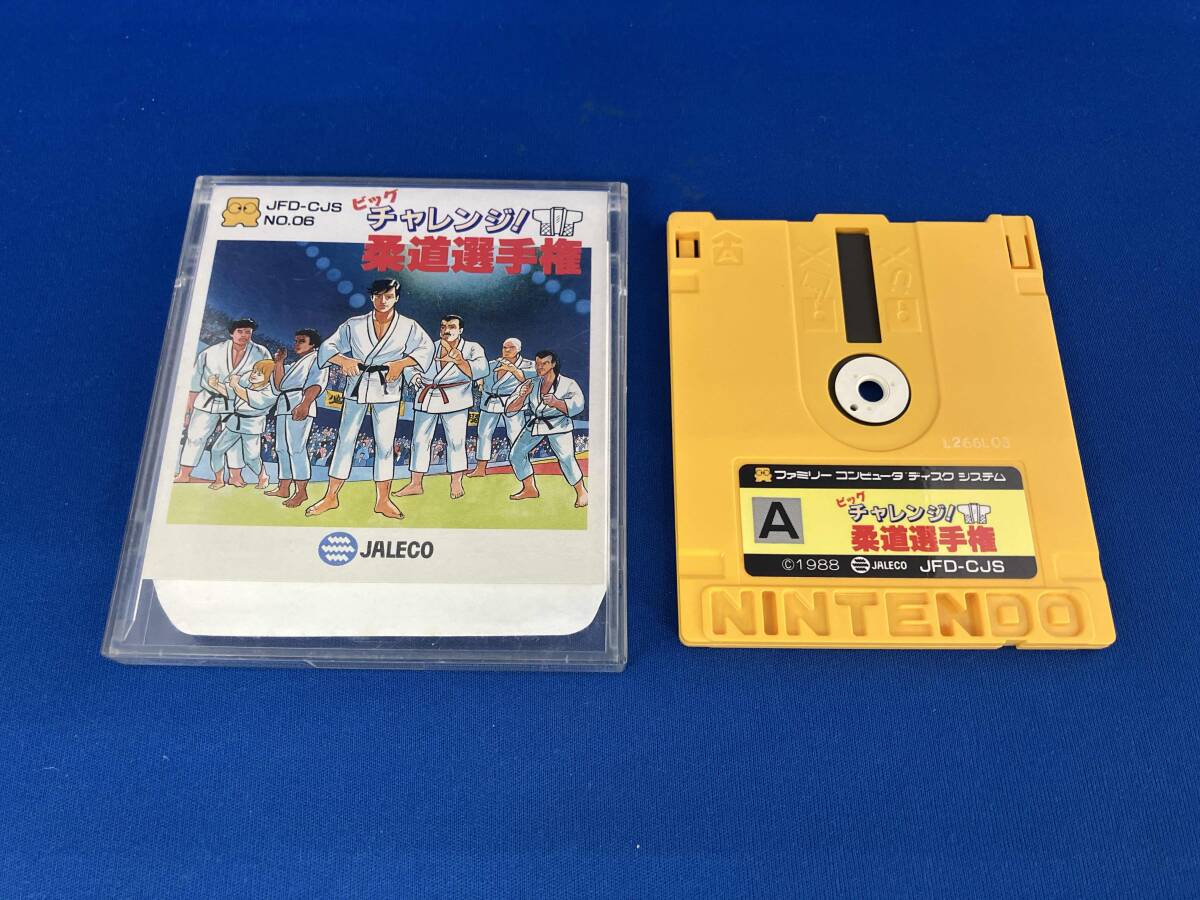 JFD-CJS
NO.06
ビッグ
チャレンジ!
柔道選手権
JALECO
L266L03
ファミリー コンピュータ ディスク システム
A
ビッグ
チャレンジ!
柔道選手権
©1988 JALECO JFD-CJS
NINTENDO